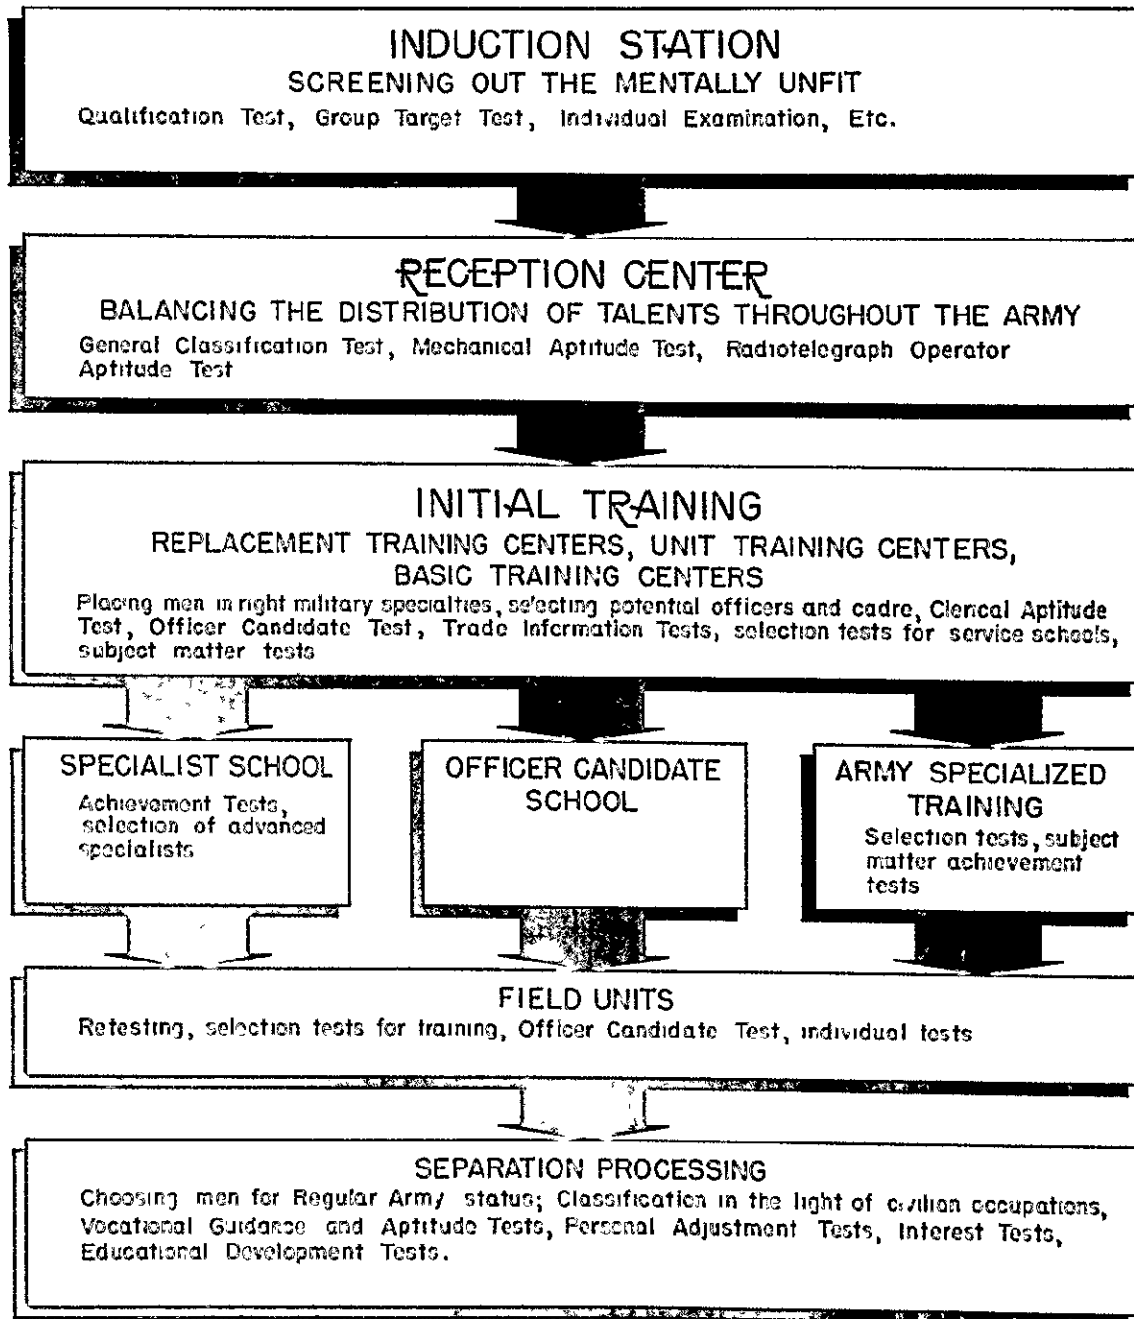 INDUCTION STATION
SCREENING OUT THE MENTALLY UNFIT
Qualification Test, Group Target Test, Individual Examination, Etc.
RECEPTION CENTER
BALANCING THE DISTRIBUTION OF TALENTS THROUGHOUT THE ARMY
General Classification Test, Mechanical Aptitude Test, Radiotelegraph Operator
Aptitude Test
INITIAL TRAINING
REPLACEMENT TRAINING CENTERS, UNIT TRAINING CENTERS,
BASIC TRAINING CENTERS
Placing men in right military specialties, selecting potential officers and cadre, Clerical Aptitude
Test, Officer Candidate Test, Trade Information Tests, selection tests for service schools,
subject matter tests
SPECIALIST SCHOOL
Achievement Tests,
selection of advanced
specialists
OFFICER CANDIDATE
SCHOOL
ARMY SPECIALIZED
TRAINING
Selection tests, subject
matter achievement
tests
FIELD UNITS
Retesting, selection tests for training, Officer Candidate Test, individual tests
SEPARATION PROCESSING
Choosing men for Regular Army status; Classification in the light of civilian occupations,
Vocational Guidance and Aptitude Tests, Personal Adjustment Tests, Interest Tests,
Educational Development Tests.